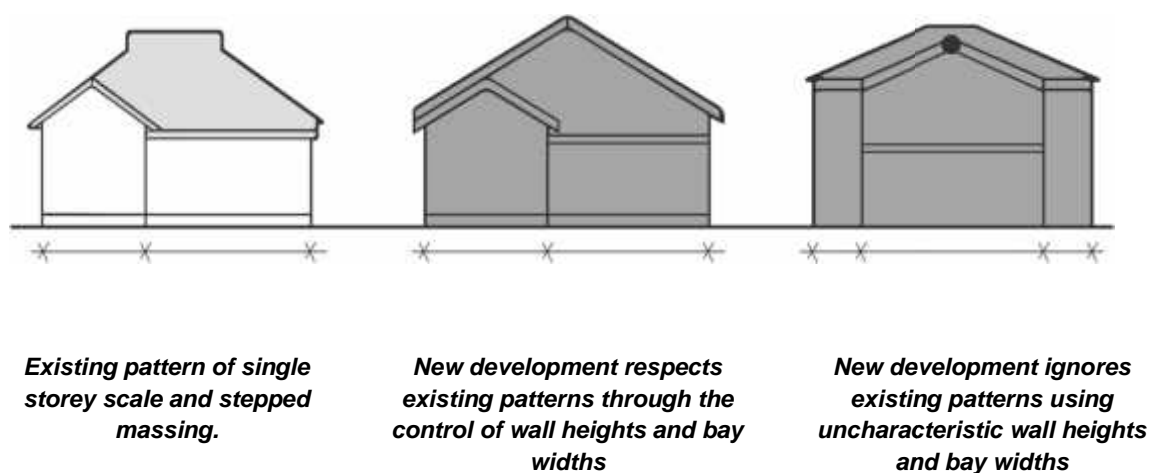 Existing pattern of single
storey scale and stepped
massing.
New development respects
existing patterns through the
control of wall heights and bay
widths
New development ignores
existing patterns using
uncharacteristic wall heights
and bay widths